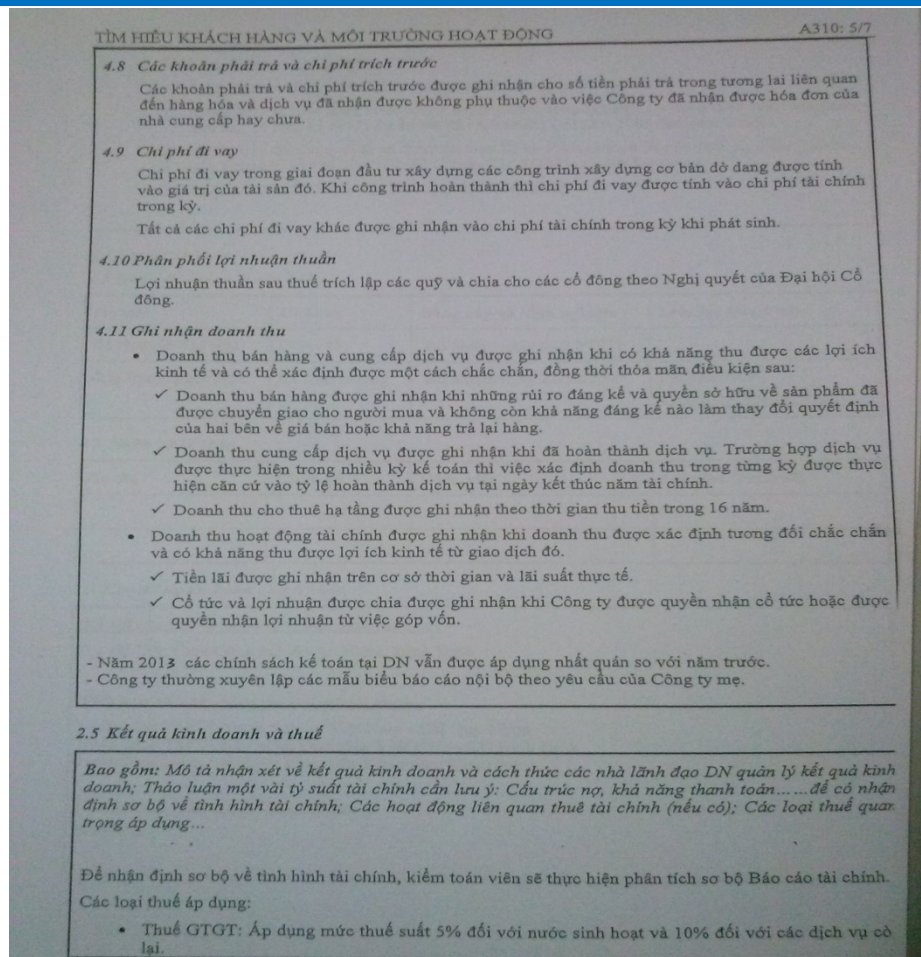 TÌM HIỂU KHÁCH HÀNG VÀ MÔI TRƯỜNG HOẠT ĐỘNG
A310: 5/7
4.8 Các khoản phải trả và chi phí trích trước
Các khoản phải trả và chi phí trích trước được ghi nhận cho số tiền phải trả trong tương lai liên quan
đến hàng hóa và dịch vụ đã nhận được không phụ thuộc vào việc Công ty đã nhận được hóa đơn của
nhà cung cấp hay chưa.
4.9 Chi phí đi vay
Chi phí đi vay trong giai đoạn đầu tư xây dựng các công trình xây dựng cơ bản dở dang được tính
vào giá trị của tài sản đó. Khi công trình hoàn thành thì chi phí đi vay được tính vào chi phí tài chính
trong kỳ.
Tất cả các chi phí đi vay khác được ghi nhận vào chi phí tài chính trong kỳ khi phát sinh.
4.10 Phân phối lợi nhuận thuần
Lợi nhuận thuần sau thuế trích lập các quỹ và chia cho các cổ đông theo Nghị quyết của Đại hội Cổ
đông.
4.11 Ghi nhận doanh thu
• Doanh thu bán hàng và cung cấp dịch vụ được ghi nhận khi có khả năng thu được các lợi ích
kinh tế và có thể xác định được một cách chắc chắn, đồng thời thỏa mãn điều kiện sau:
✓ Doanh thu bán hàng được ghi nhận khi những rủi ro đáng kể và quyền sở hữu về sản phẩm đã
được chuyển giao cho người mua và không còn khả năng đáng kể nào làm thay đổi quyết định
của hai bên về giá bán hoặc khả năng trả lại hàng.
✓ Doanh thu cung cấp dịch vụ được ghi nhận khi đã hoàn thành dịch vụ. Trường hợp dịch vụ
được thực hiện trong nhiều kỳ kế toán thì việc xác định doanh thu trong từng kỳ được thực
hiện căn cứ vào tỷ lệ hoàn thành dịch vụ tại ngày kết thúc năm tài chính.
✓ Doanh thu cho thuê hạ tầng được ghi nhận theo thời gian thu tiền trong 16 năm.
• Doanh thu hoạt động tài chính được ghi nhận khi doanh thu được xác định tương đối chắc chắn
và có khả năng thu được lợi ích kinh tế từ giao dịch đó.
✓ Tiền lãi được ghi nhận trên cơ sở thời gian và lãi suất thực tế.
✓ Cổ tức và lợi nhuận được chia được ghi nhận khi Công ty được quyền nhận cổ tức hoặc được
quyền nhận lợi nhuận từ việc góp vốn.
- Năm 2013 các chính sách kế toán tại DN vẫn được áp dụng nhất quán so với năm trước.
- Công ty thường xuyên lập các mẫu biểu báo cáo nội bộ theo yêu cầu của Công ty mẹ.
2.5 Kết quả kinh doanh và thuế
Bao gồm: Mô tả nhận xét về kết quả kinh doanh và cách thức các nhà lãnh đạo DN quản lý kết quả kinh
doanh; Thảo luận một vài tỷ suất tài chính cần lưu ý: Cấu trúc nợ, khả năng thanh toán... ...để có nhận
định sơ bộ về tình hình tài chính; Các hoạt động liên quan thuê tài chính (nếu có); Các loại thuế quan
trọng áp dụng...
Để nhận định sơ bộ về tình hình tài chính, kiểm toán viên sẽ thực hiện phân tích sơ bộ Báo cáo tài chính.
Các loại thuế áp dụng:
• Thuế GTGT: Áp dụng mức thuế suất 5% đối với nước sinh hoạt và 10% đối với các dịch vụ cò
lại.